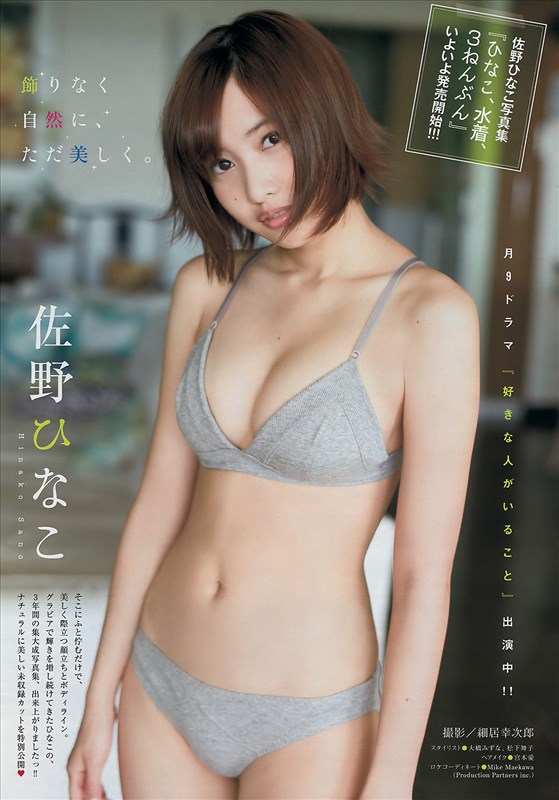 飾りなく
自然に、
ただ美しく。
佐野ひなこ写真集
『ひなこ、水着、
3ねんぶん』
いよいよ発売開始!!!
月9ドラマ『好きな人がいること』出演中!!
佐野ひなこ
Hinako Sano
そこにふと佇むだけで、
美しく際立つ顔立ちとボディライン。
グラビアで輝きを増し続けてきたひなこの、
3年間の集大成写真集、出来上がりましたっ!!
ナチュラルに美しい未収録カットを特別公開♥
撮影／細居幸次郎
スタイリスト●大橋みずな、松下舞子
ヘアメイク●宮本愛
ロケコーディネート●Mike Maekawa
(Production Partners inc.)